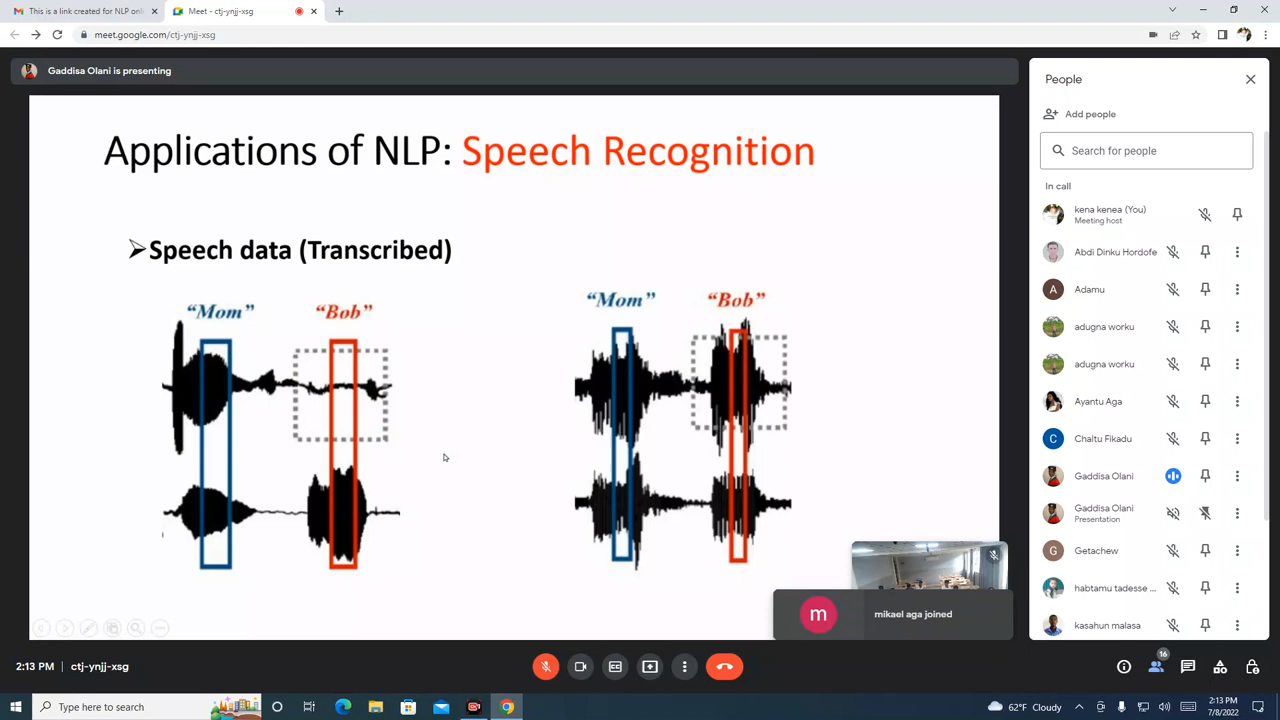 This is a link created for NLP onl
Meet - ctj-ynjj-xsg
meet.google.com/ctj-ynjj-xsg
Gaddisa Olani is presenting
Applications of NLP: Speech Recognition
Speech data (Transcribed)
“Mom”
“Bob”
“Mom”
“Bob”
m
mikael aga joined
People
Add people
Search for people
In call
kena kenea (You)
Meeting host
Abdi Dinku Hordofe
A
Adamu
adugna worku
adugna worku
Ayantu Aga
C
Chaltu Fikadu
Gaddisa Olani
Gaddisa Olani
Presentation
G
Getachew
habtamu tadesse ...
kasahun malasa
2:13 PM | ctj-ynjj-xsg
16
Type here to search
62°F Cloudy
2:13 PM
7/8/2022